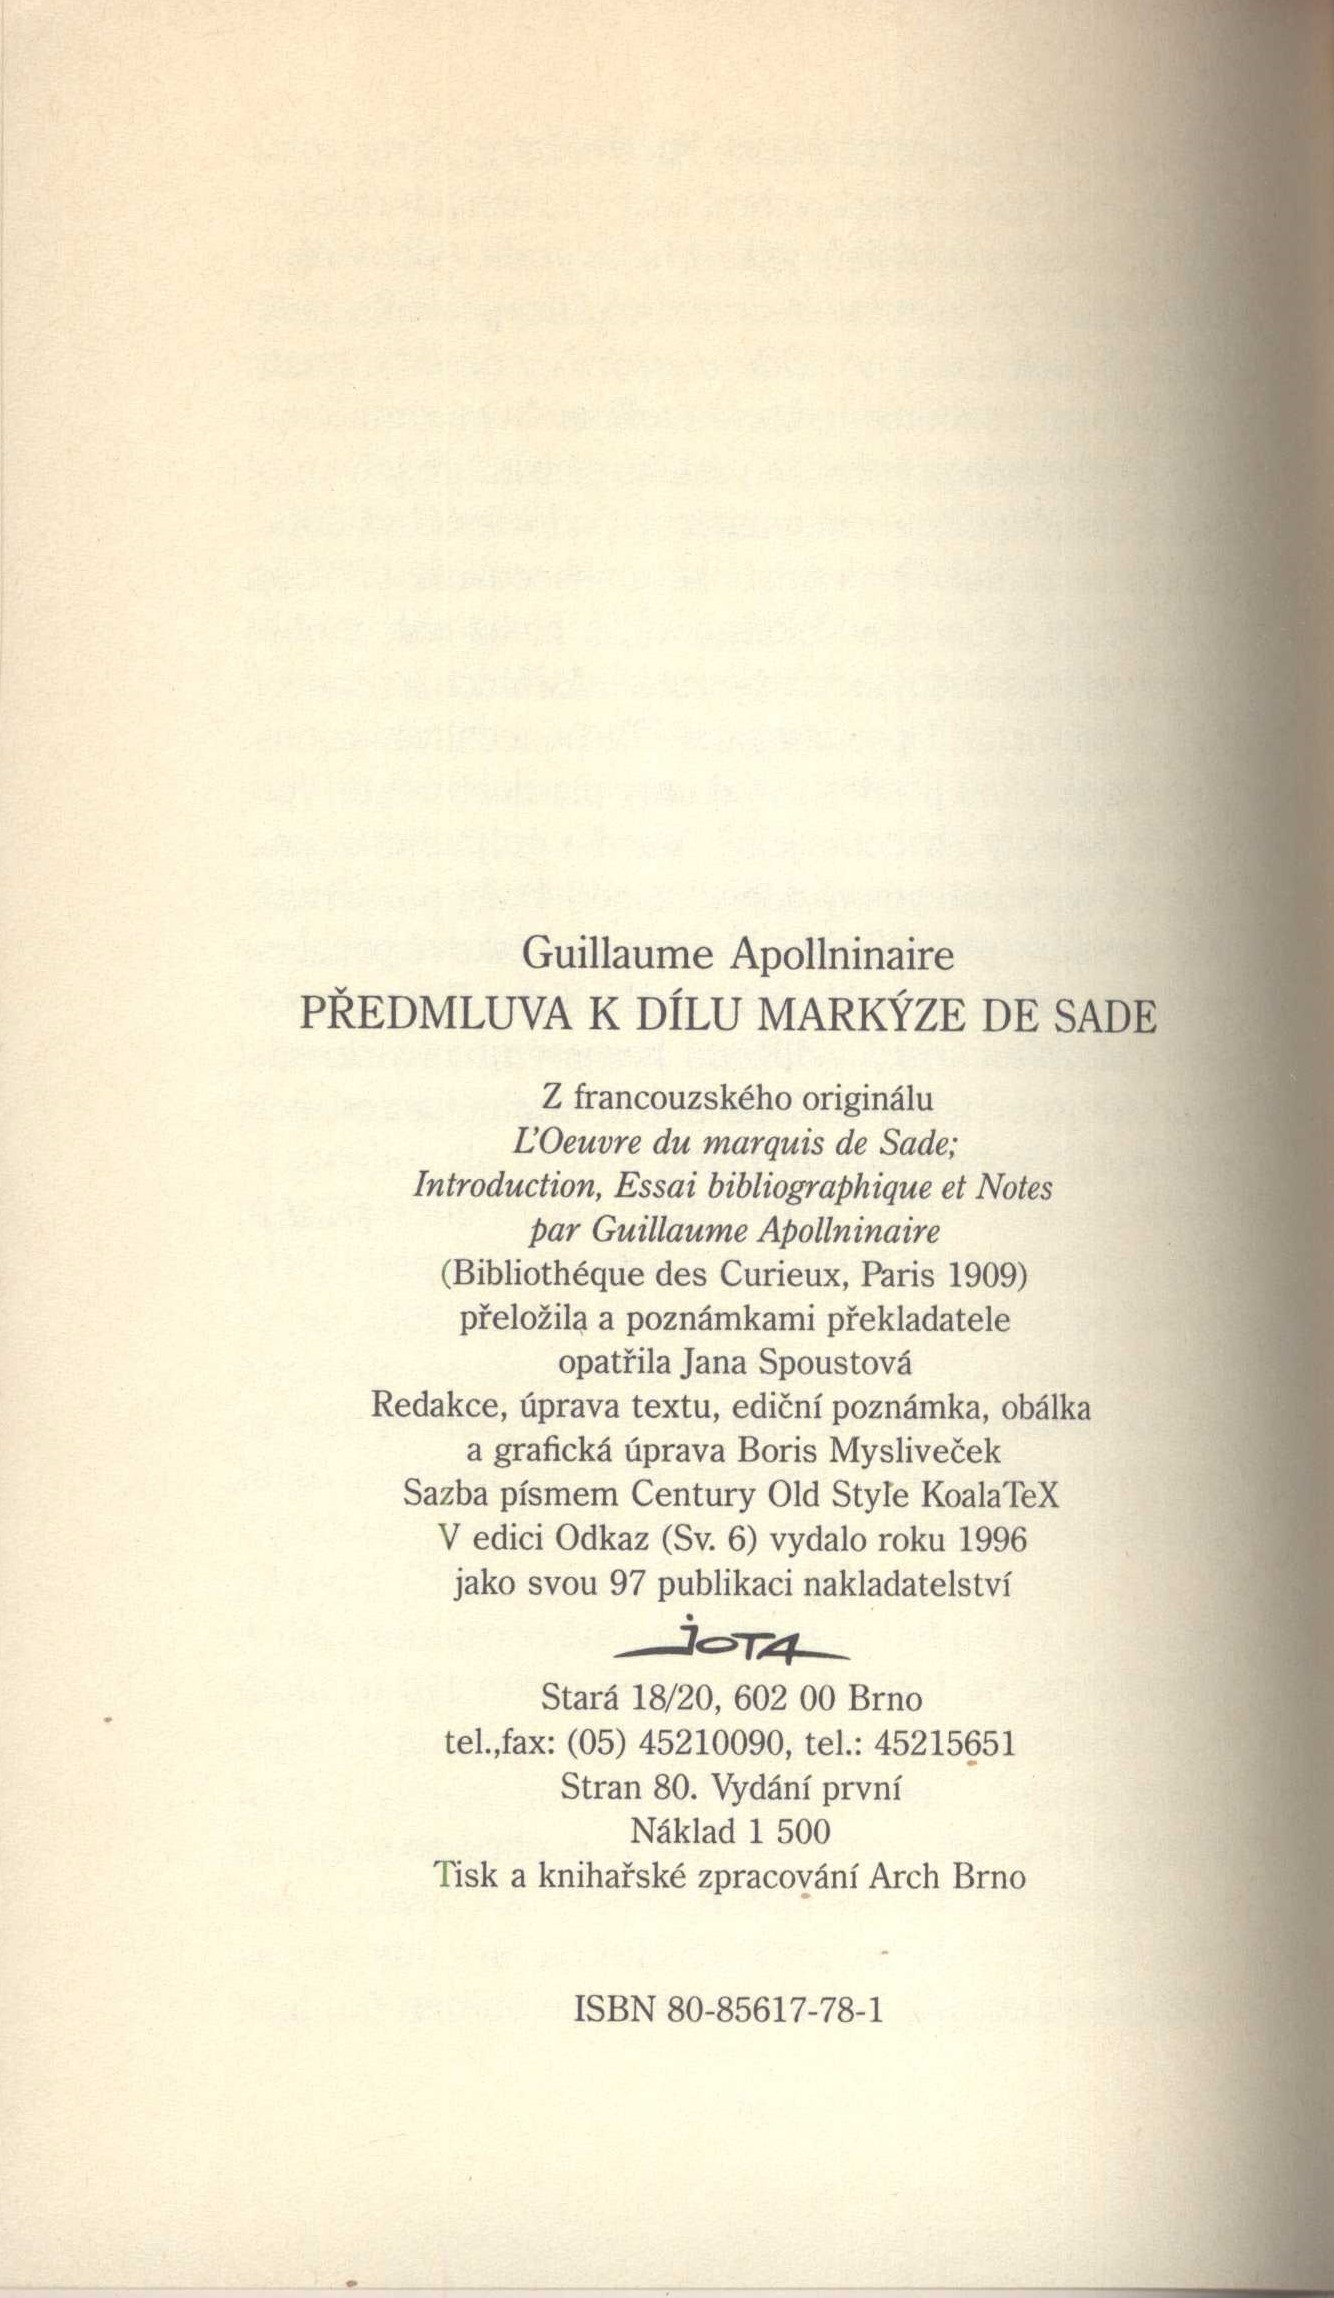 Guillaume Apollninaire
PŘEDMLUVA K DÍLU MARKÝZE DE SADE
Z francouzského originálu
L'Oeuvre du marquis de Sade;
Introduction, Essai bibliographique et Notes
par Guillaume Apollninaire
(Bibliothéque des Curieux, Paris 1909)
přeložila a poznámkami překladatele
opatřila Jana Spoustová
Redakce, úprava textu, ediční poznámka, obálka
a grafická úprava Boris Mysliveček
Sazba písmem Century Old Style KoalaTeX
V edici Odkaz (Sv. 6) vydalo roku 1996
jako svou 97 publikaci nakladatelství
jOTA
Stará 18/20, 602 00 Brno
tel.,fax: (05) 45210090, tel.: 45215651
Stran 80. Vydání první
Náklad 1 500
Tisk a knihařské zpracování Arch Brno
ISBN 80-85617-78-1